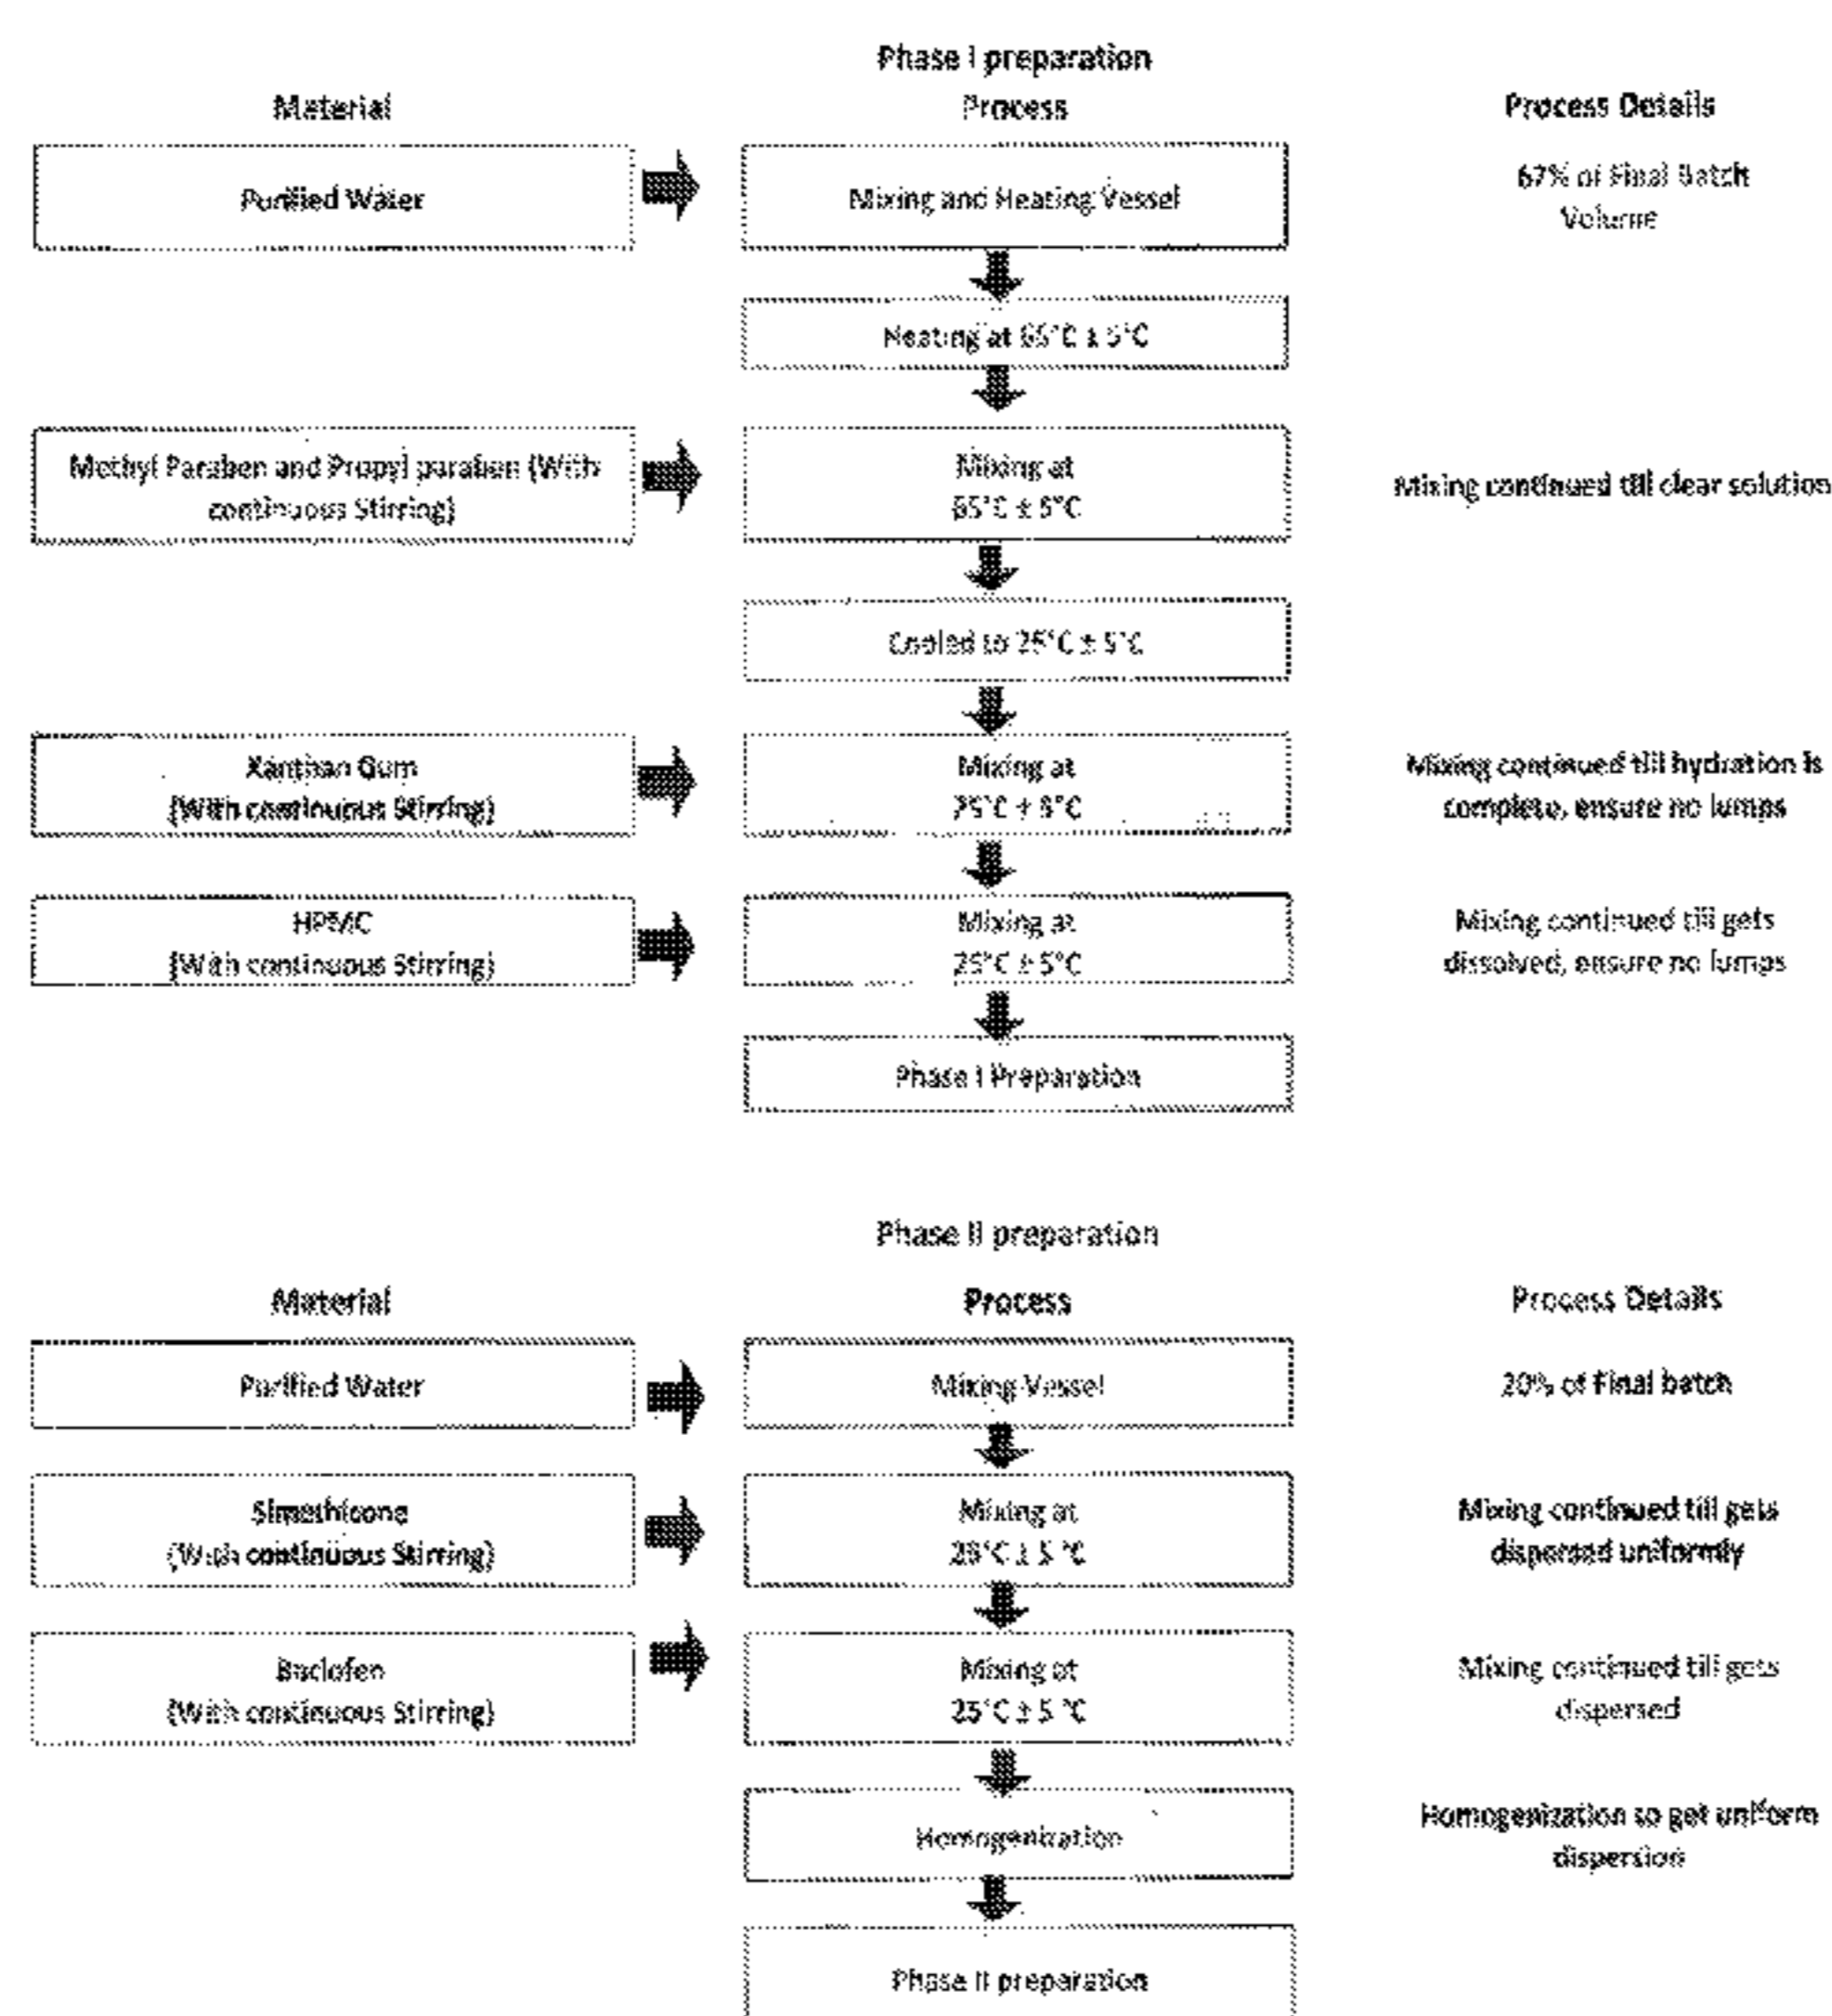 Phase I preparation
Material
Process
Process Details
Purified Water
Mixing and Heating Vessel
67% of Final Batch
Volume
Heating at 65°C ± 5°C
Methyl Paraben and Propyl paraben (With
continuous Stirring)
Mixing at
65°C ± 5°C
Mixing continued till clear solution
Cooled to 25°C ± 5°C
Xanthan Gum
(With continuous Stirring)
Mixing at
25°C ± 5°C
Mixing continued till hydration is
complete, ensure no lumps
HPMC
(With continuous Stirring)
Mixing at
25°C ± 5°C
Mixing continued till gets
dissolved, ensure no lumps
Phase I Preparation
Phase II preparation
Material
Process
Process Details
Purified Water
Mixing Vessel
20% of Final batch
Simethicone
(With continuous Stirring)
Mixing at
25°C ± 5 °C
Mixing continued till gets
dispersed uniformly
Baclofen
(With continuous Stirring)
Mixing at
25°C ± 5 °C
Mixing continued till gets
dispersed
Homogenization
Homogenization to get uniform
dispersion
Phase II preparation